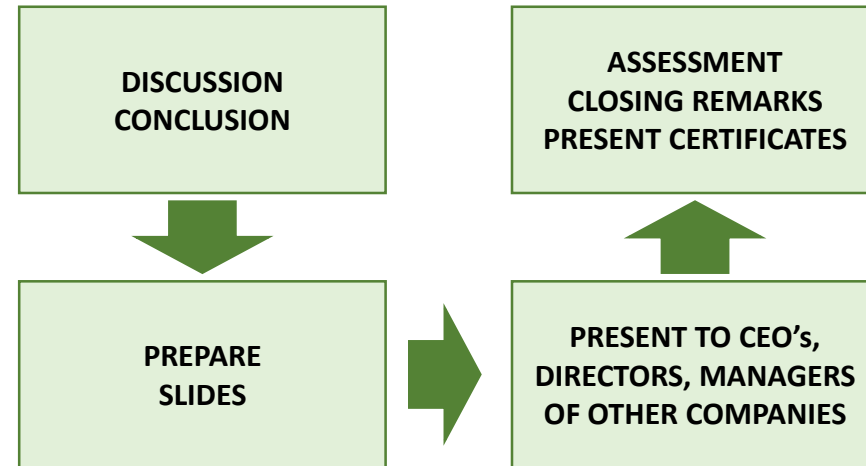 DISCUSSION
CONCLUSION
PREPARE
SLIDES
PRESENT TO CEO’s,
DIRECTORS, MANAGERS
OF OTHER COMPANIES
ASSESSMENT
CLOSING REMARKS
PRESENT CERTIFICATES